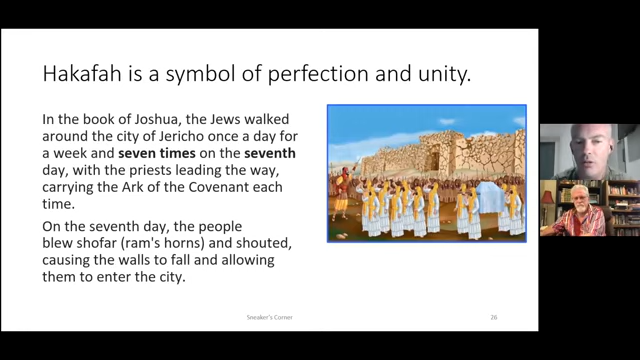 Hakafah is a symbol of perfection and unity.
In the book of Joshua, the Jews walked
around the city of Jericho once a day for
a week and seven times on the seventh
day, with the priests leading the way,
carrying the Ark of the Covenant each
time.
On the seventh day, the people
blew shofar (ram's horns) and shouted,
causing the walls to fall and allowing
them to enter the city.
Sneaker's Corner
26